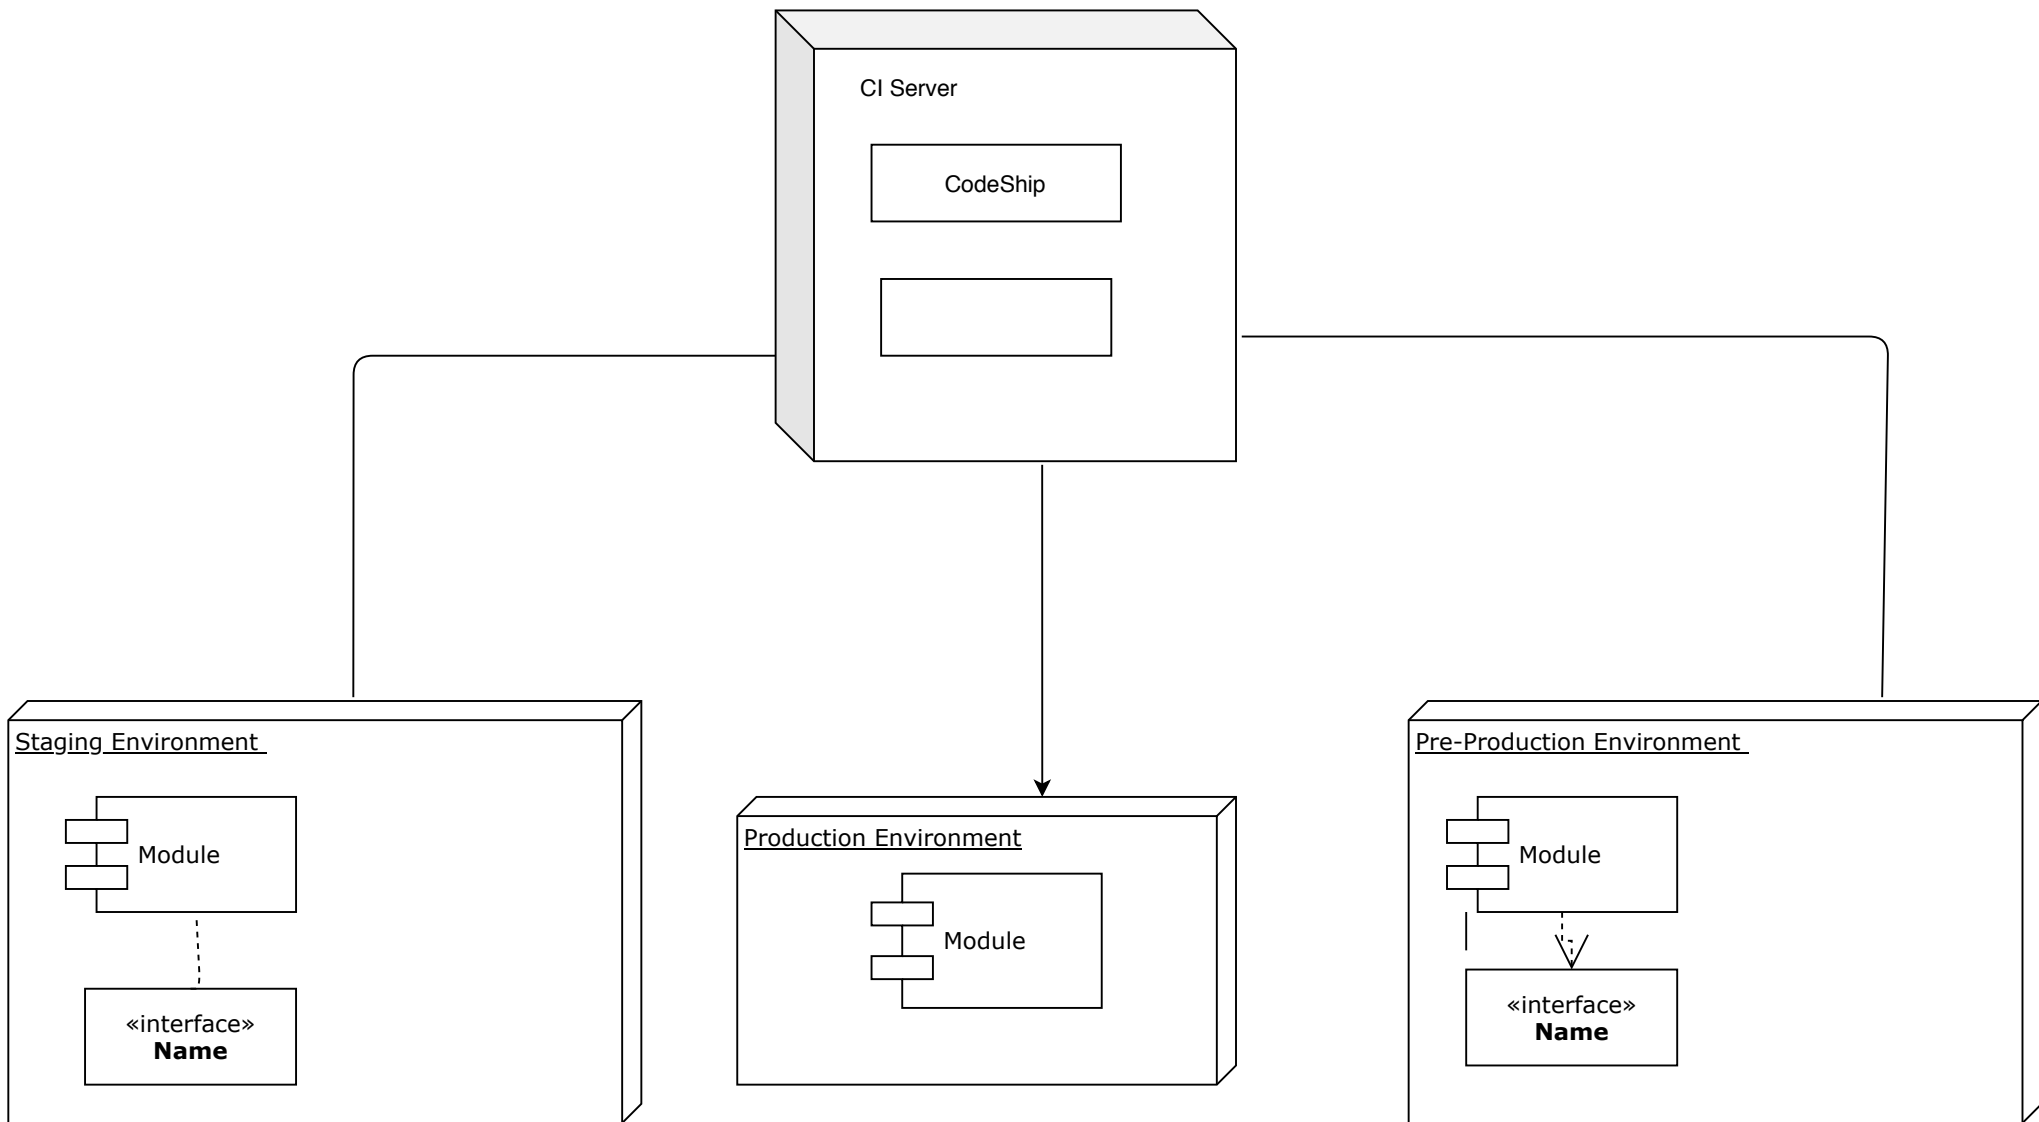 CI Server
CodeShip
Staging Environment
Module
«interface»
Name
Production Environment
Module
Pre-Production Environment
Module
«interface»
Name